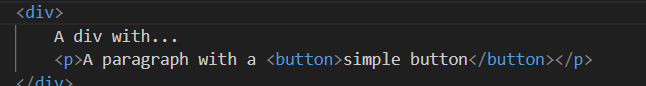 <div>
    A div with...
    <p>A paragraph with a <button>simple button</button></p>
</div>